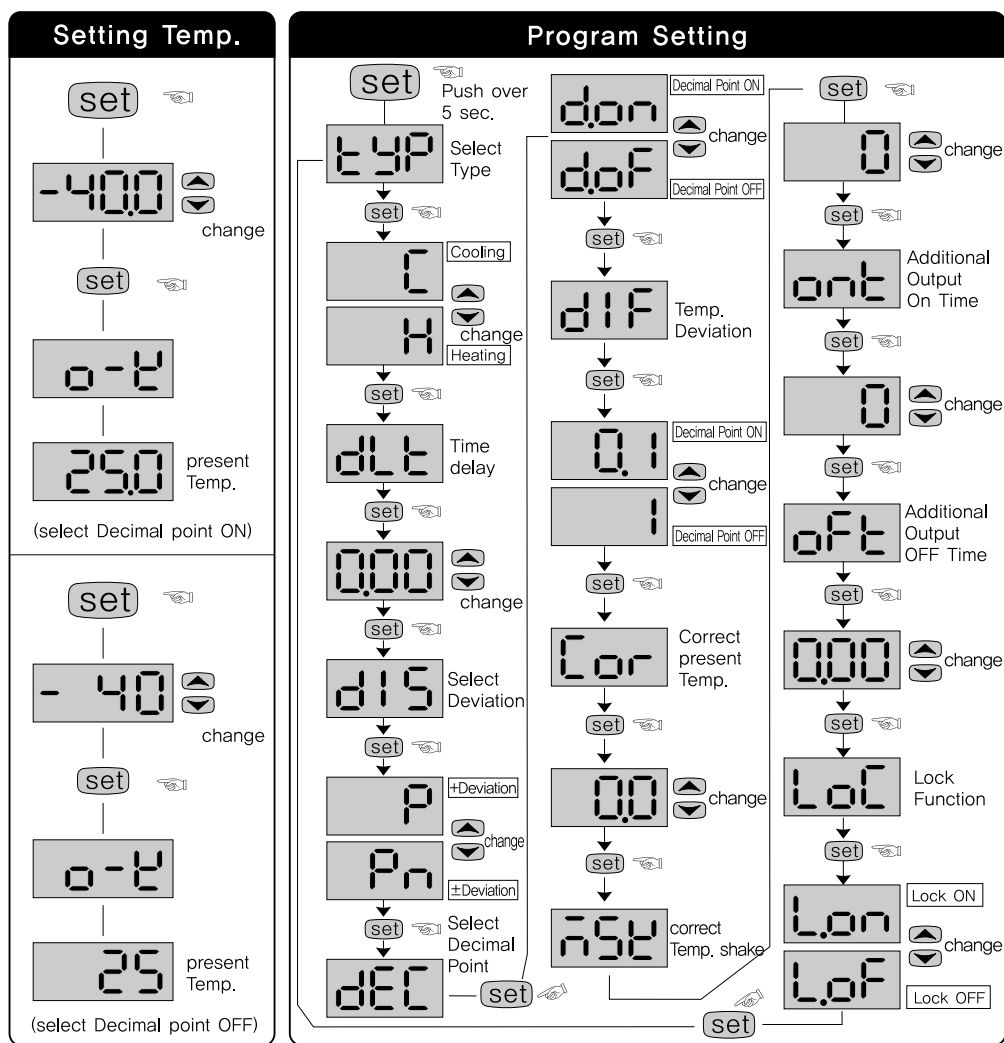 Setting Temp.
set
-40.0
change
set
o-k
25.0
present
Temp.
(select Decimal point ON)
set
- 40
change
set
o-k
25
present
Temp.
(select Decimal point OFF)
Program Setting
set
Push over
5 sec.
tyP
Select
Type
set
C
Cooling
H
change
Heating
set
dLt
Time
delay
set
0.00
change
set
dIS
Select
Deviation
set
P
+Deviation
change
Pn
±Deviation
set
Select
Decimal
Point
dEC
set
d.on
Decimal Point ON
change
d.oF
Decimal Point OFF
set
dIF
Temp.
Deviation
set
0.1
Decimal Point ON
change
1
Decimal Point OFF
set
Cor
Correct
present
Temp.
set
0.0
change
set
correct
Temp. shake
set
0
change
set
ont
Additional
Output
On Time
set
0
change
set
oFt
Additional
Output
OFF Time
set
0.00
change
set
LoC
Lock
Function
set
L.on
Lock ON
change
L.oF
Lock OFF
set